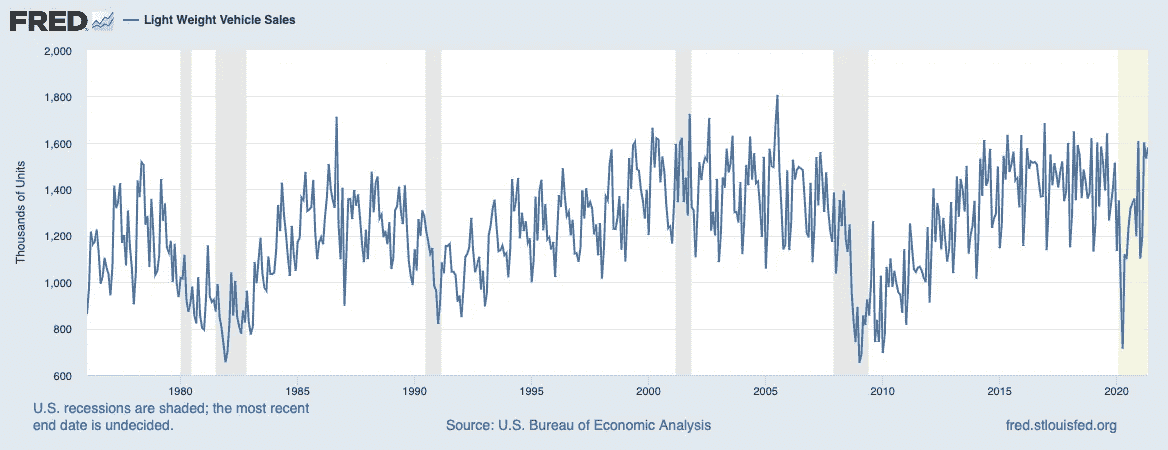 FRED
Light Weight Vehicle Sales
2,000
1,800
1,600
1,400
1,200
1,000
800
600
Thousands of Units
1980 1985 1990 1995 2000 2005 2010 2015 2020
U.S. recessions are shaded; the most recent
end date is undecided.
Source: U.S. Bureau of Economic Analysis
fred.stlouisfed.org